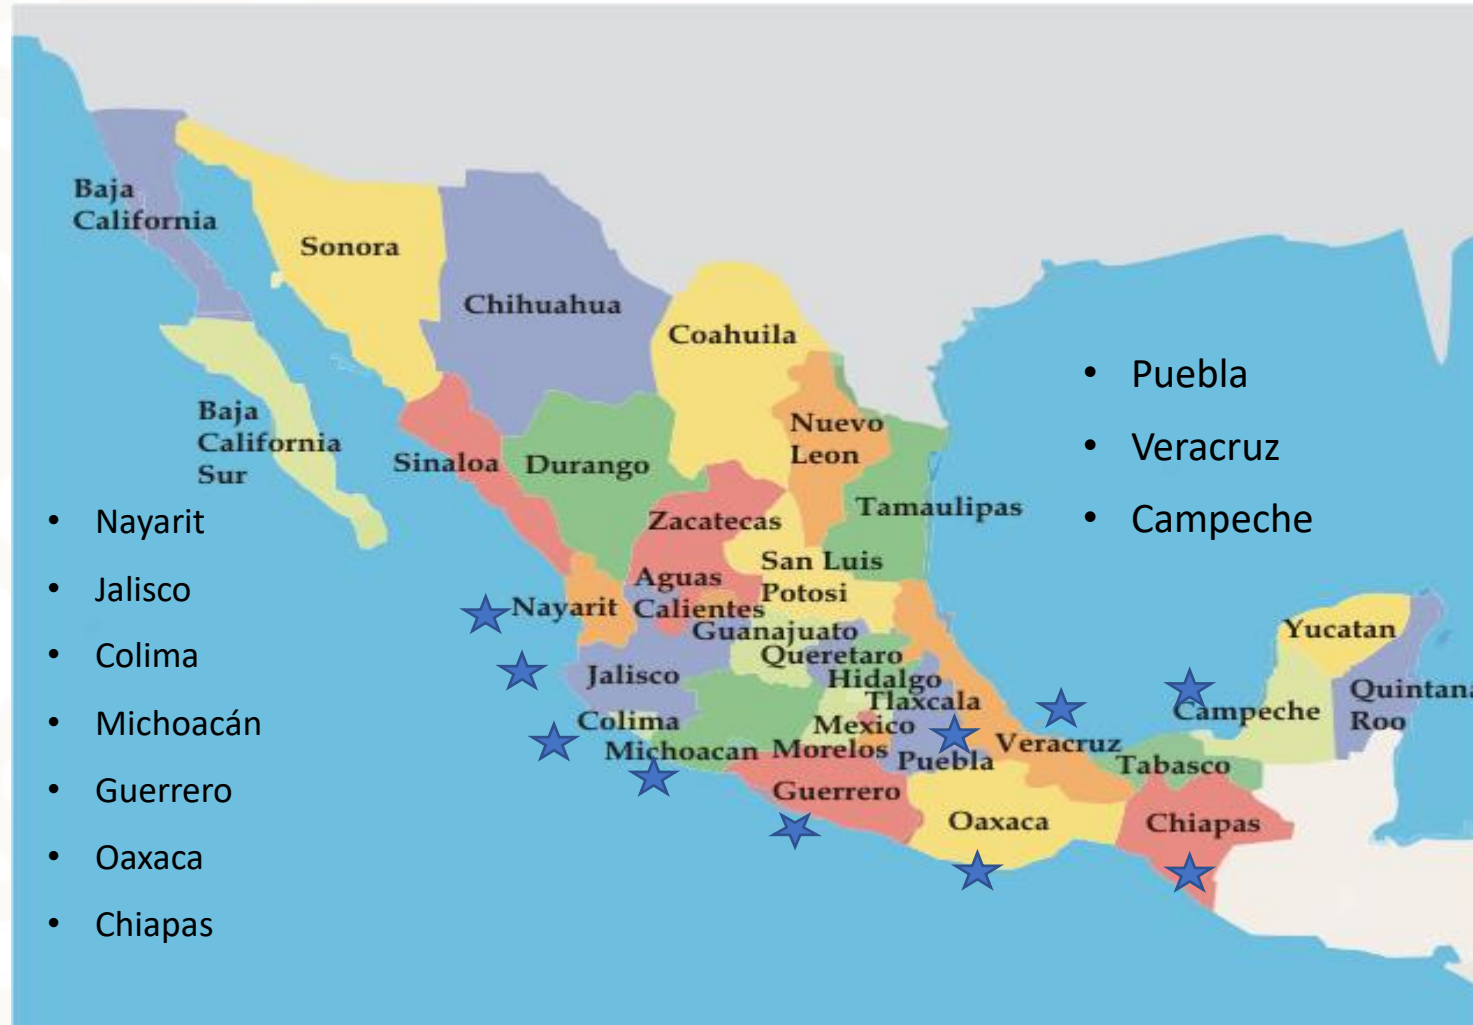 Baja
California
Sonora
Chihuahua
Coahuila
Baja
California
Sur
Sinaloa
Durango
Nuevo
Leon
Tamaulipas
Zacatecas
San Luis
Potosi
Aguas
Calientes
Nayarit
Guanajuato
Queretaro
Hidalgo
Tlaxcala
Jalisco
Colima
Michoacan
Mexico
Morelos
Puebla
Veracruz
Guerrero
Oaxaca
Tabasco
Chiapas
Campeche
Yucatan
Quintana
Roo
• Nayarit
• Jalisco
• Colima
• Michoacán
• Guerrero
• Oaxaca
• Chiapas
• Puebla
• Veracruz
• Campeche